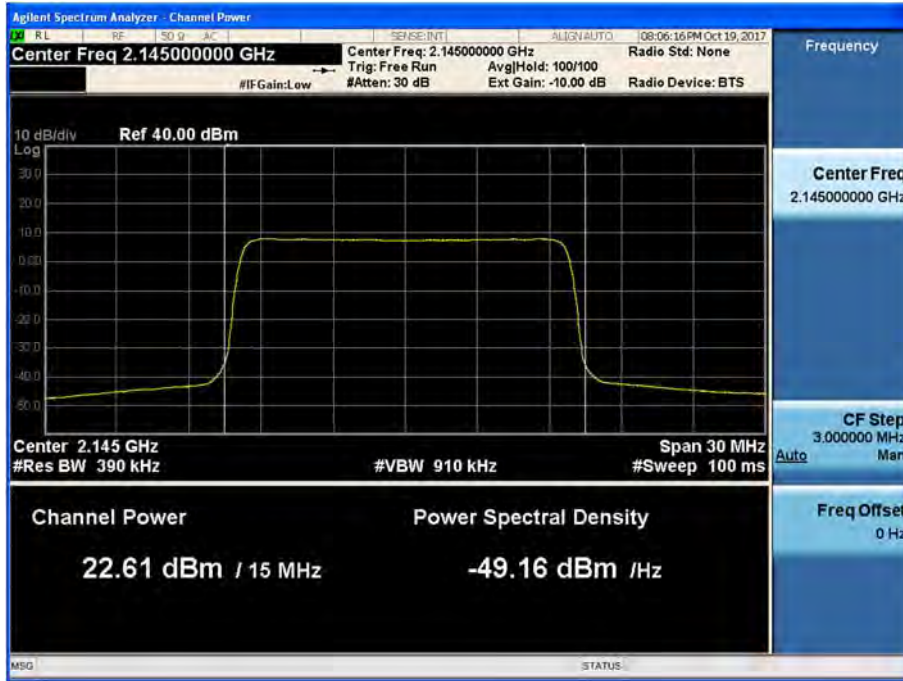 Agilent Spectrum Analyzer - Channel Power
RL RF 50 Ω AC SENSE:INT ALIGN AUTO 08:06:16 PM Oct 19, 2017
Center Freq 2.145000000 GHz
Center Freq: 2.145000000 GHz Radio Std: None
Trig: Free Run Avg|Hold: 100/100
#IFGain:Low #Atten: 30 dB Ext Gain: -10.00 dB Radio Device: BTS
10 dB/div Ref 40.00 dBm
Log
30.0
20.0
10.0
0.00
-10.0
-20.0
-30.0
-40.0
-50.0
Center 2.145 GHz Span 30 MHz
#Res BW 390 kHz #VBW 910 kHz #Sweep 100 ms
Channel Power Power Spectral Density
22.61 dBm / 15 MHz -49.16 dBm /Hz
MSG STATUS
Frequency
Center Freq
2.145000000 GHz
CF Step
3.000000 MHz
Auto Man
Freq Offset
0 Hz